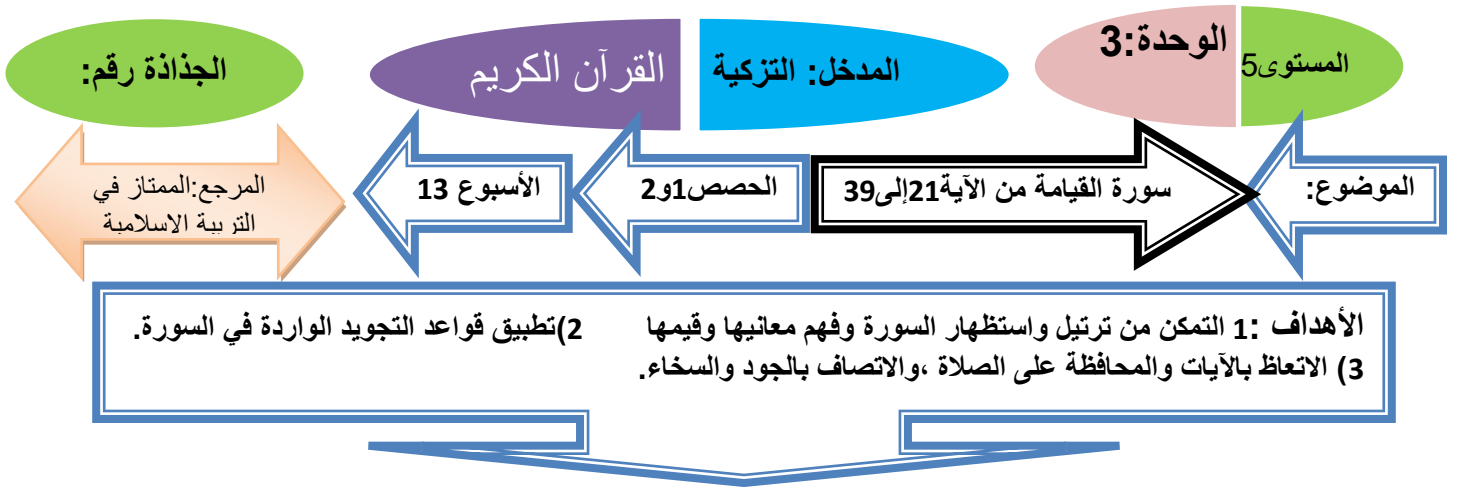 المستوى5
الوحدة:3
المدخل: التزكية
القرآن الكريم
الجذاذة رقم:
الموضوع:
سورة القيامة من الآية21إلى39
الحصص1و2
الأسبوع 13
المرجع:الممتاز في
التربية الاسلامية
الأهداف :1 التمكن من ترتيل واستظهار السورة وفهم معانيها وقيمها 2)تطبيق قواعد التجويد الواردة في السورة.
3) الاتعاظ بالآيات والمحافظة على الصلاة ،والاتصاف بالجود والسخاء.